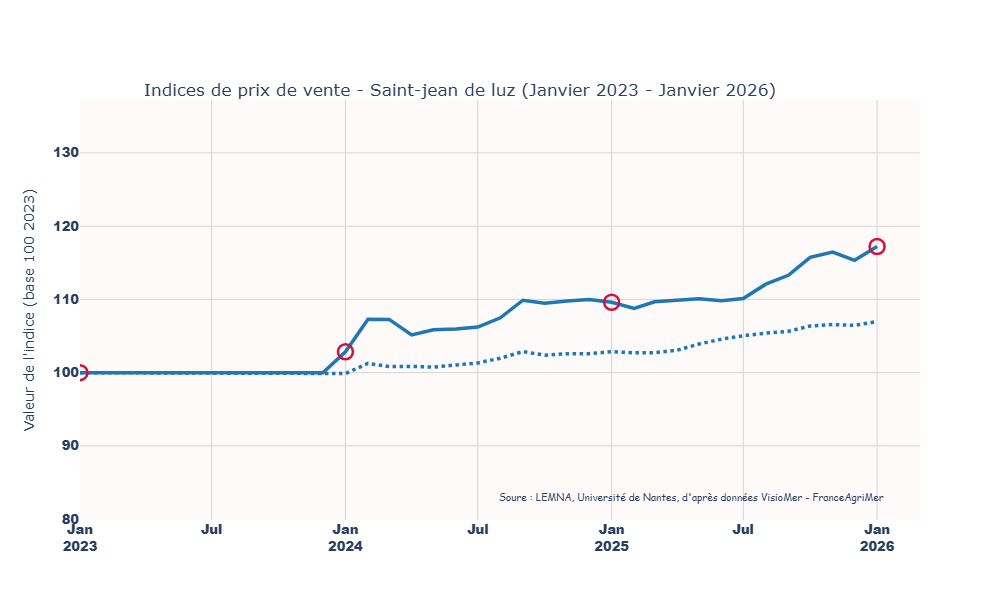 Indices de prix de vente - Saint-jean de luz (Janvier 2023 - Janvier 2026)
Valeur de l'indice (base 100 2023)
130
120
110
100
90
80
Soure : LEMNA, Université de Nantes, d'après données VisioMer - FranceAgriMer
Jan Jul Jan Jul Jan Jul Jan
2023 2024 2025 2026